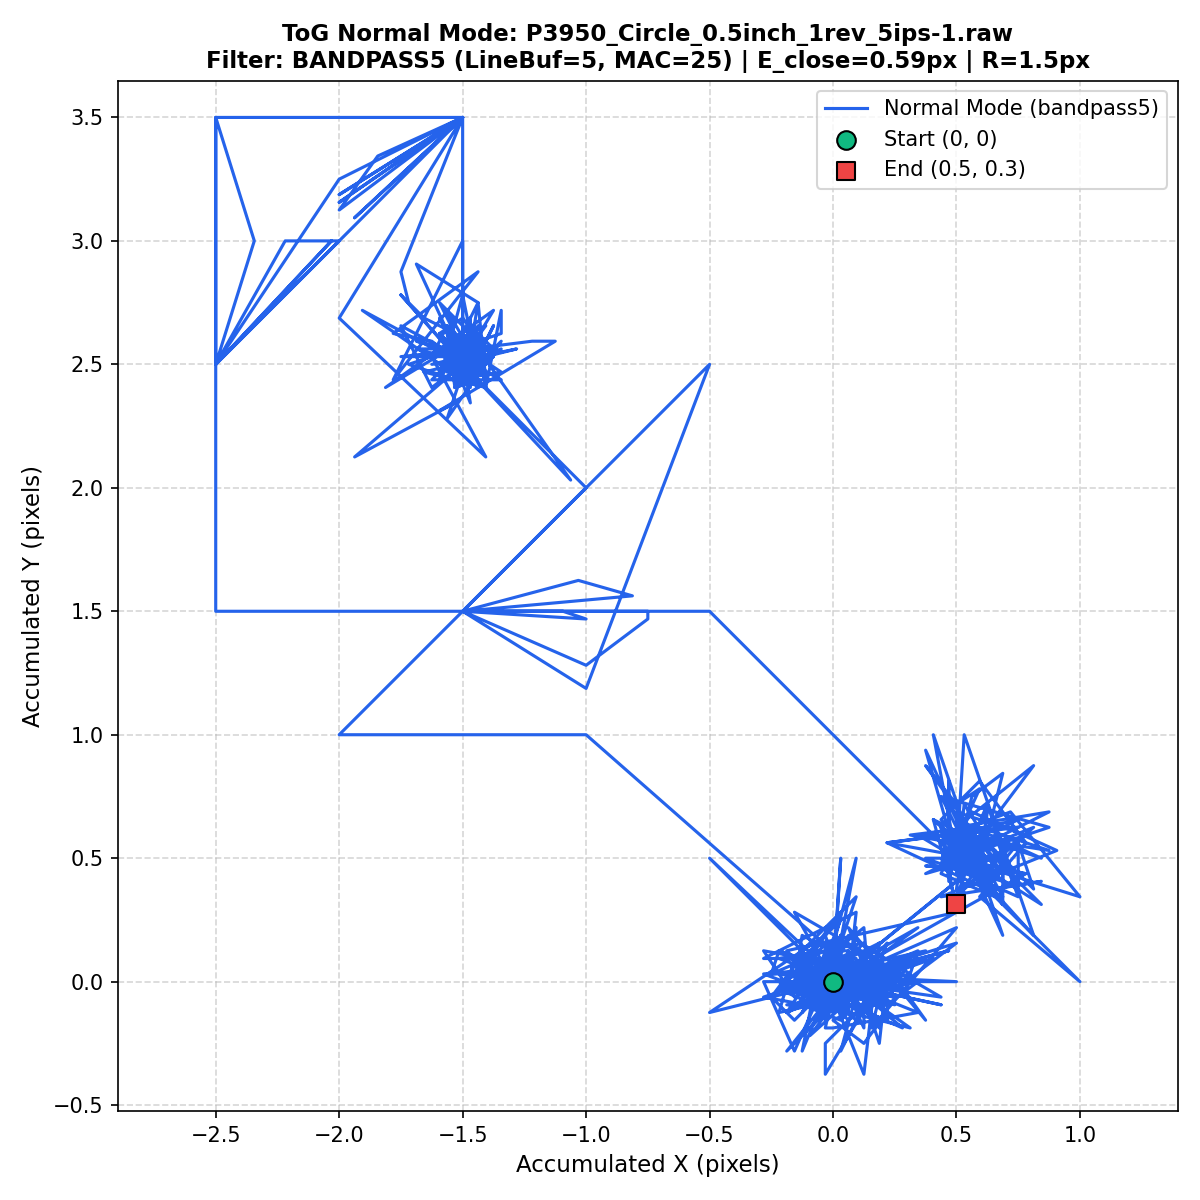 ToG Normal Mode: P3950_Circle_0.5inch_1rev_5ips-1.raw
Filter: BANDPASS5 (LineBuf=5, MAC=25) | E_close=0.59px | R=1.5px
Normal Mode (bandpass5)
Start (0, 0)
End (0.5, 0.3)
3.5
3.0
2.5
2.0
1.5
1.0
0.5
0.0
−0.5
Accumulated Y (pixels)
−2.5
−2.0
−1.5
−1.0
−0.5
0.0
0.5
1.0
Accumulated X (pixels)